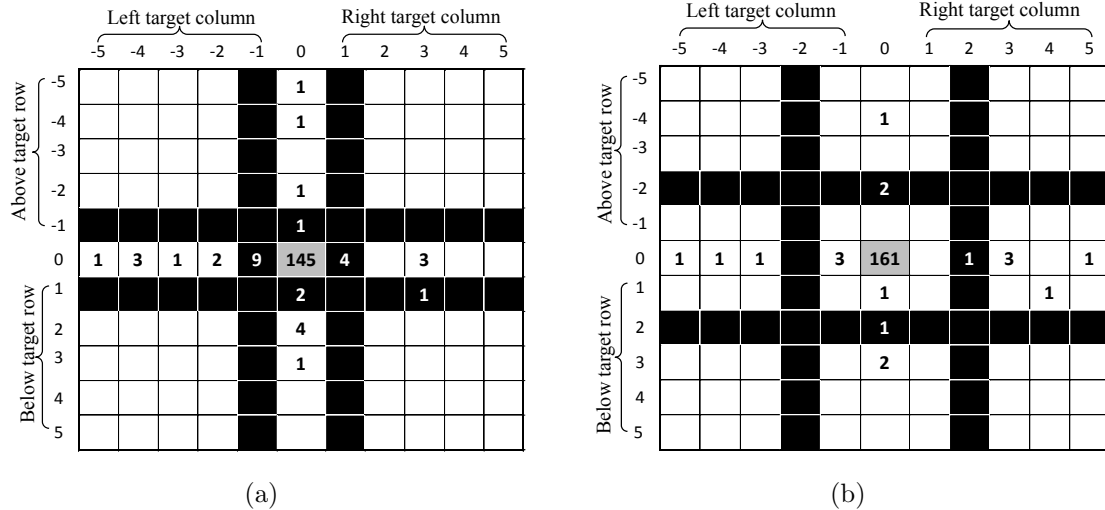 Left target column Right target column
-5 -4 -3 -2 -1 0 1 2 3 4 5
Above target row
-5 1
-4 1
-3
-2 1
-1 1
0 1 3 1 2 9 145 4 3
Below target row
1 2 1
2 4
3 1
4
5
(a)
Left target column Right target column
-5 -4 -3 -2 -1 0 1 2 3 4 5
Above target row
-5
-4 1
-3
-2 2
-1
0 1 1 1 3 161 1 3 1
Below target row
1 1 1
2 1
3 2
4
5
(b)